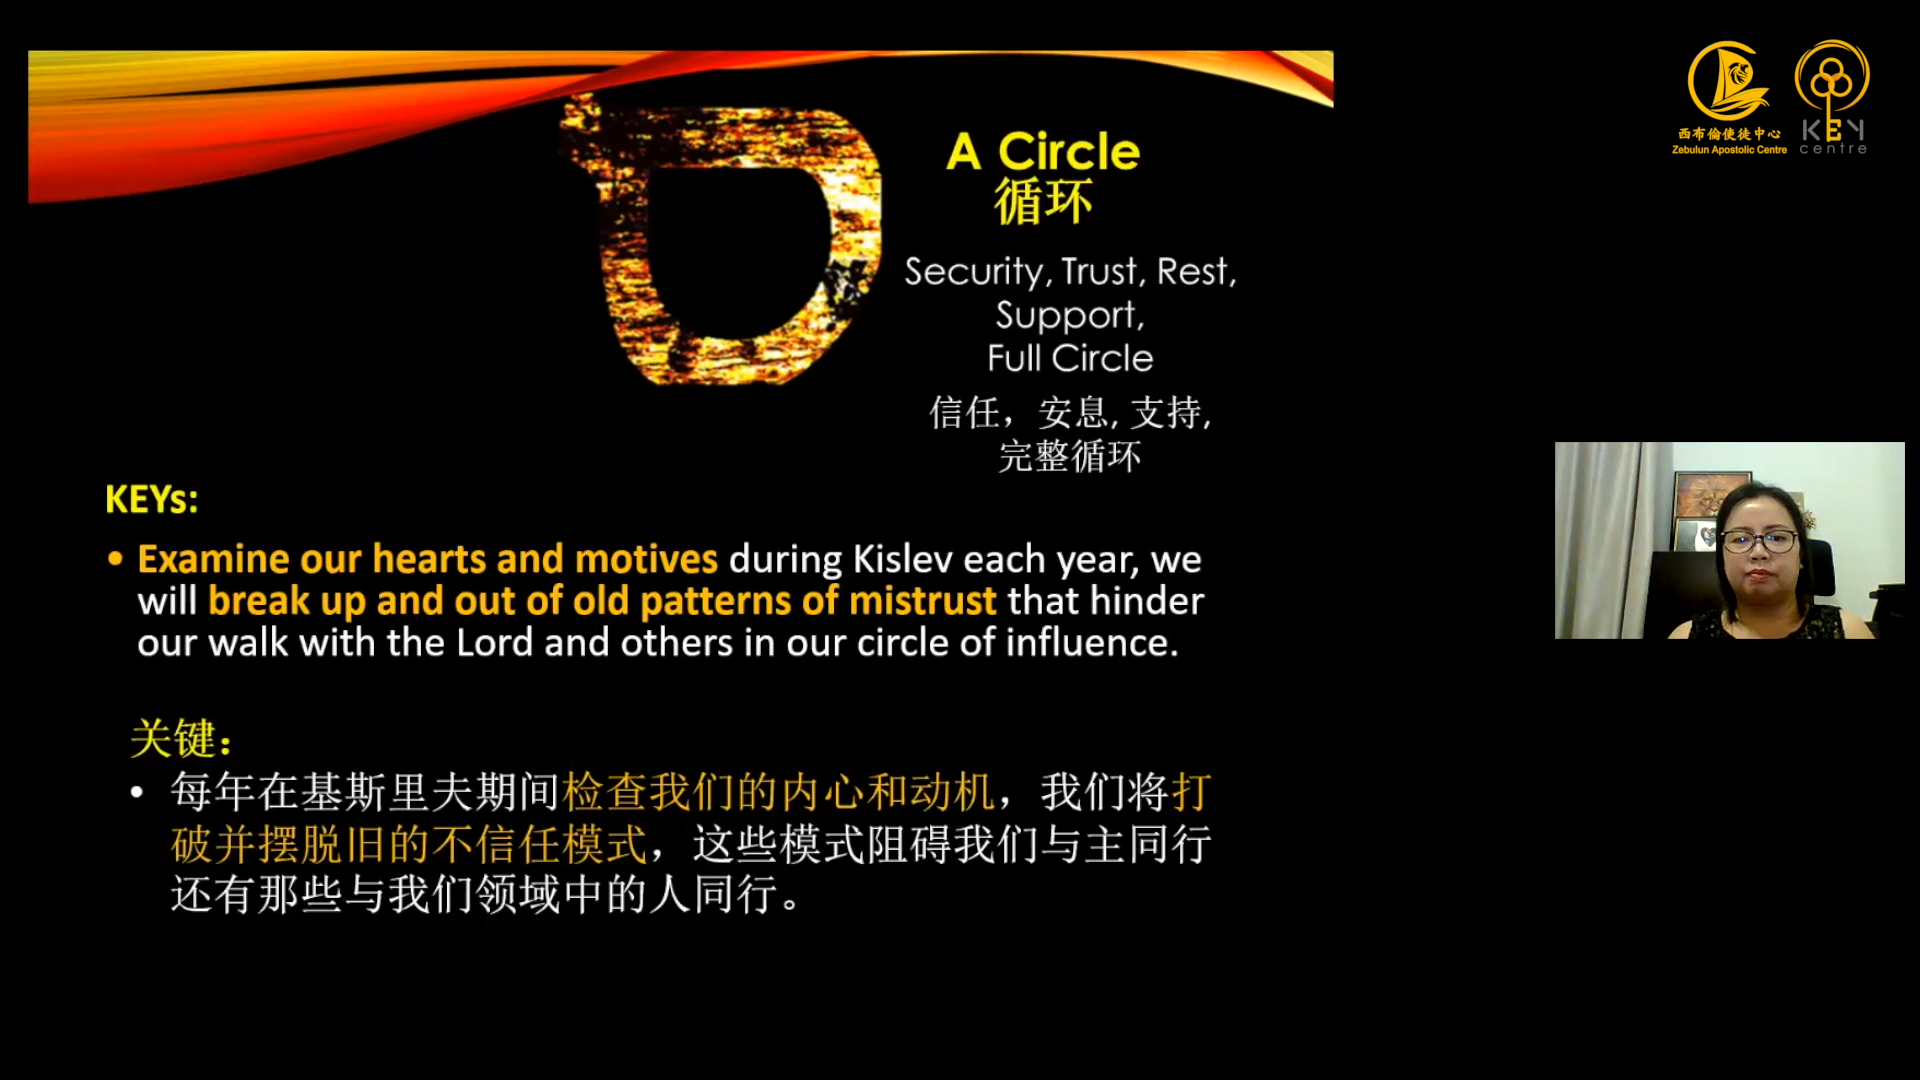 ס
A Circle
循环
Security, Trust, Rest,
Support,
Full Circle
信任，安息, 支持,
完整循环
KEYs:
• Examine our hearts and motives during Kislev each year, we
will break up and out of old patterns of mistrust that hinder
our walk with the Lord and others in our circle of influence.
关键：
• 每年在基斯里夫期间检查我们的内心和动机，我们将打
破并摆脱旧的不信任模式，这些模式阻碍我们与主同行
还有那些与我们领域中的人同行。
西布倫使徒中心
Zebulun Apostolic Centre
KEY
centre